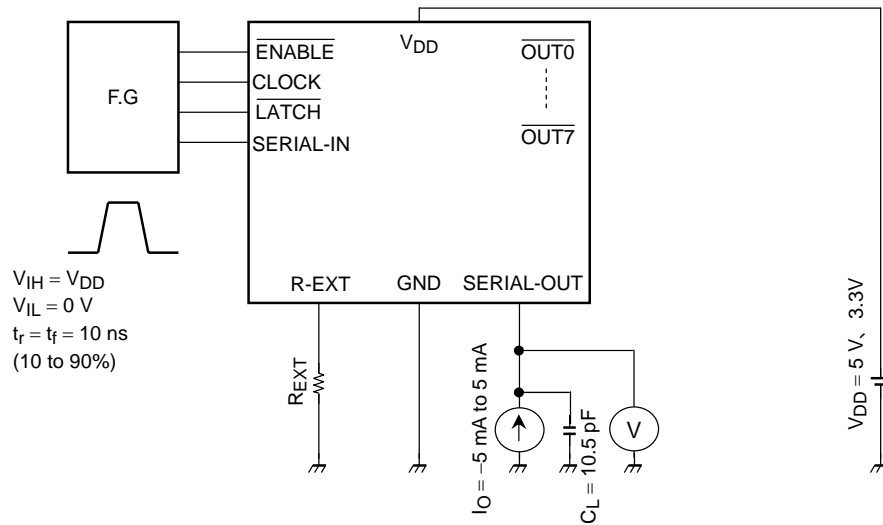 F.G
ENABLE
CLOCK
LATCH
SERIAL-IN
VDD
OUT0
OUT7
R-EXT
GND
SERIAL-OUT
VIH = VDD
VIL = 0 V
tr = tf = 10 ns
(10 to 90%)
REXT
IO = −5 mA to 5 mA
CL = 10.5 pF
V
VDD = 5 V、3.3V